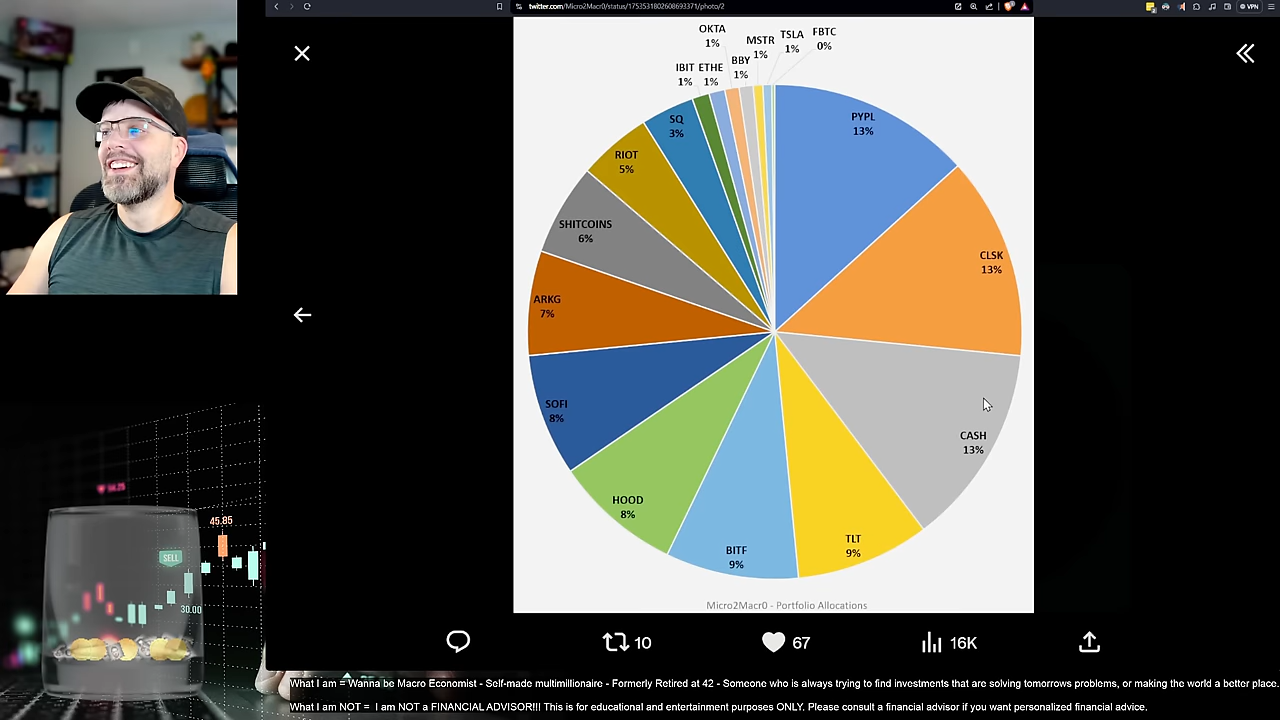 twitter.com/Micro2Macr0/status/1753531802608693371/photo/2
VPN
OKTA
1%
MSTR
1%
TSLA
1%
FBTC
0%
IBIT
1%
ETHE
1%
BBY
1%
PYPL
13%
SQ
3%
RIOT
5%
SHITCOINS
6%
CLSK
13%
ARKG
7%
SOFI
8%
CASH
13%
HOOD
8%
TLT
9%
BITF
9%
Micro2Macr0 - Portfolio Allocations
45.85
SELL
30.00
10
67
16K
What I am = Wanna be Macro Economist - Self-made multimillionaire - Formerly Retired at 42 - Someone who is always trying to find investments that are solving tomorrows problems, or making the world a better place.
What I am NOT = I am NOT a FINANCIAL ADVISOR!!! This is for educational and entertainment purposes ONLY. Please consult a financial advisor if you want personalized financial advice.